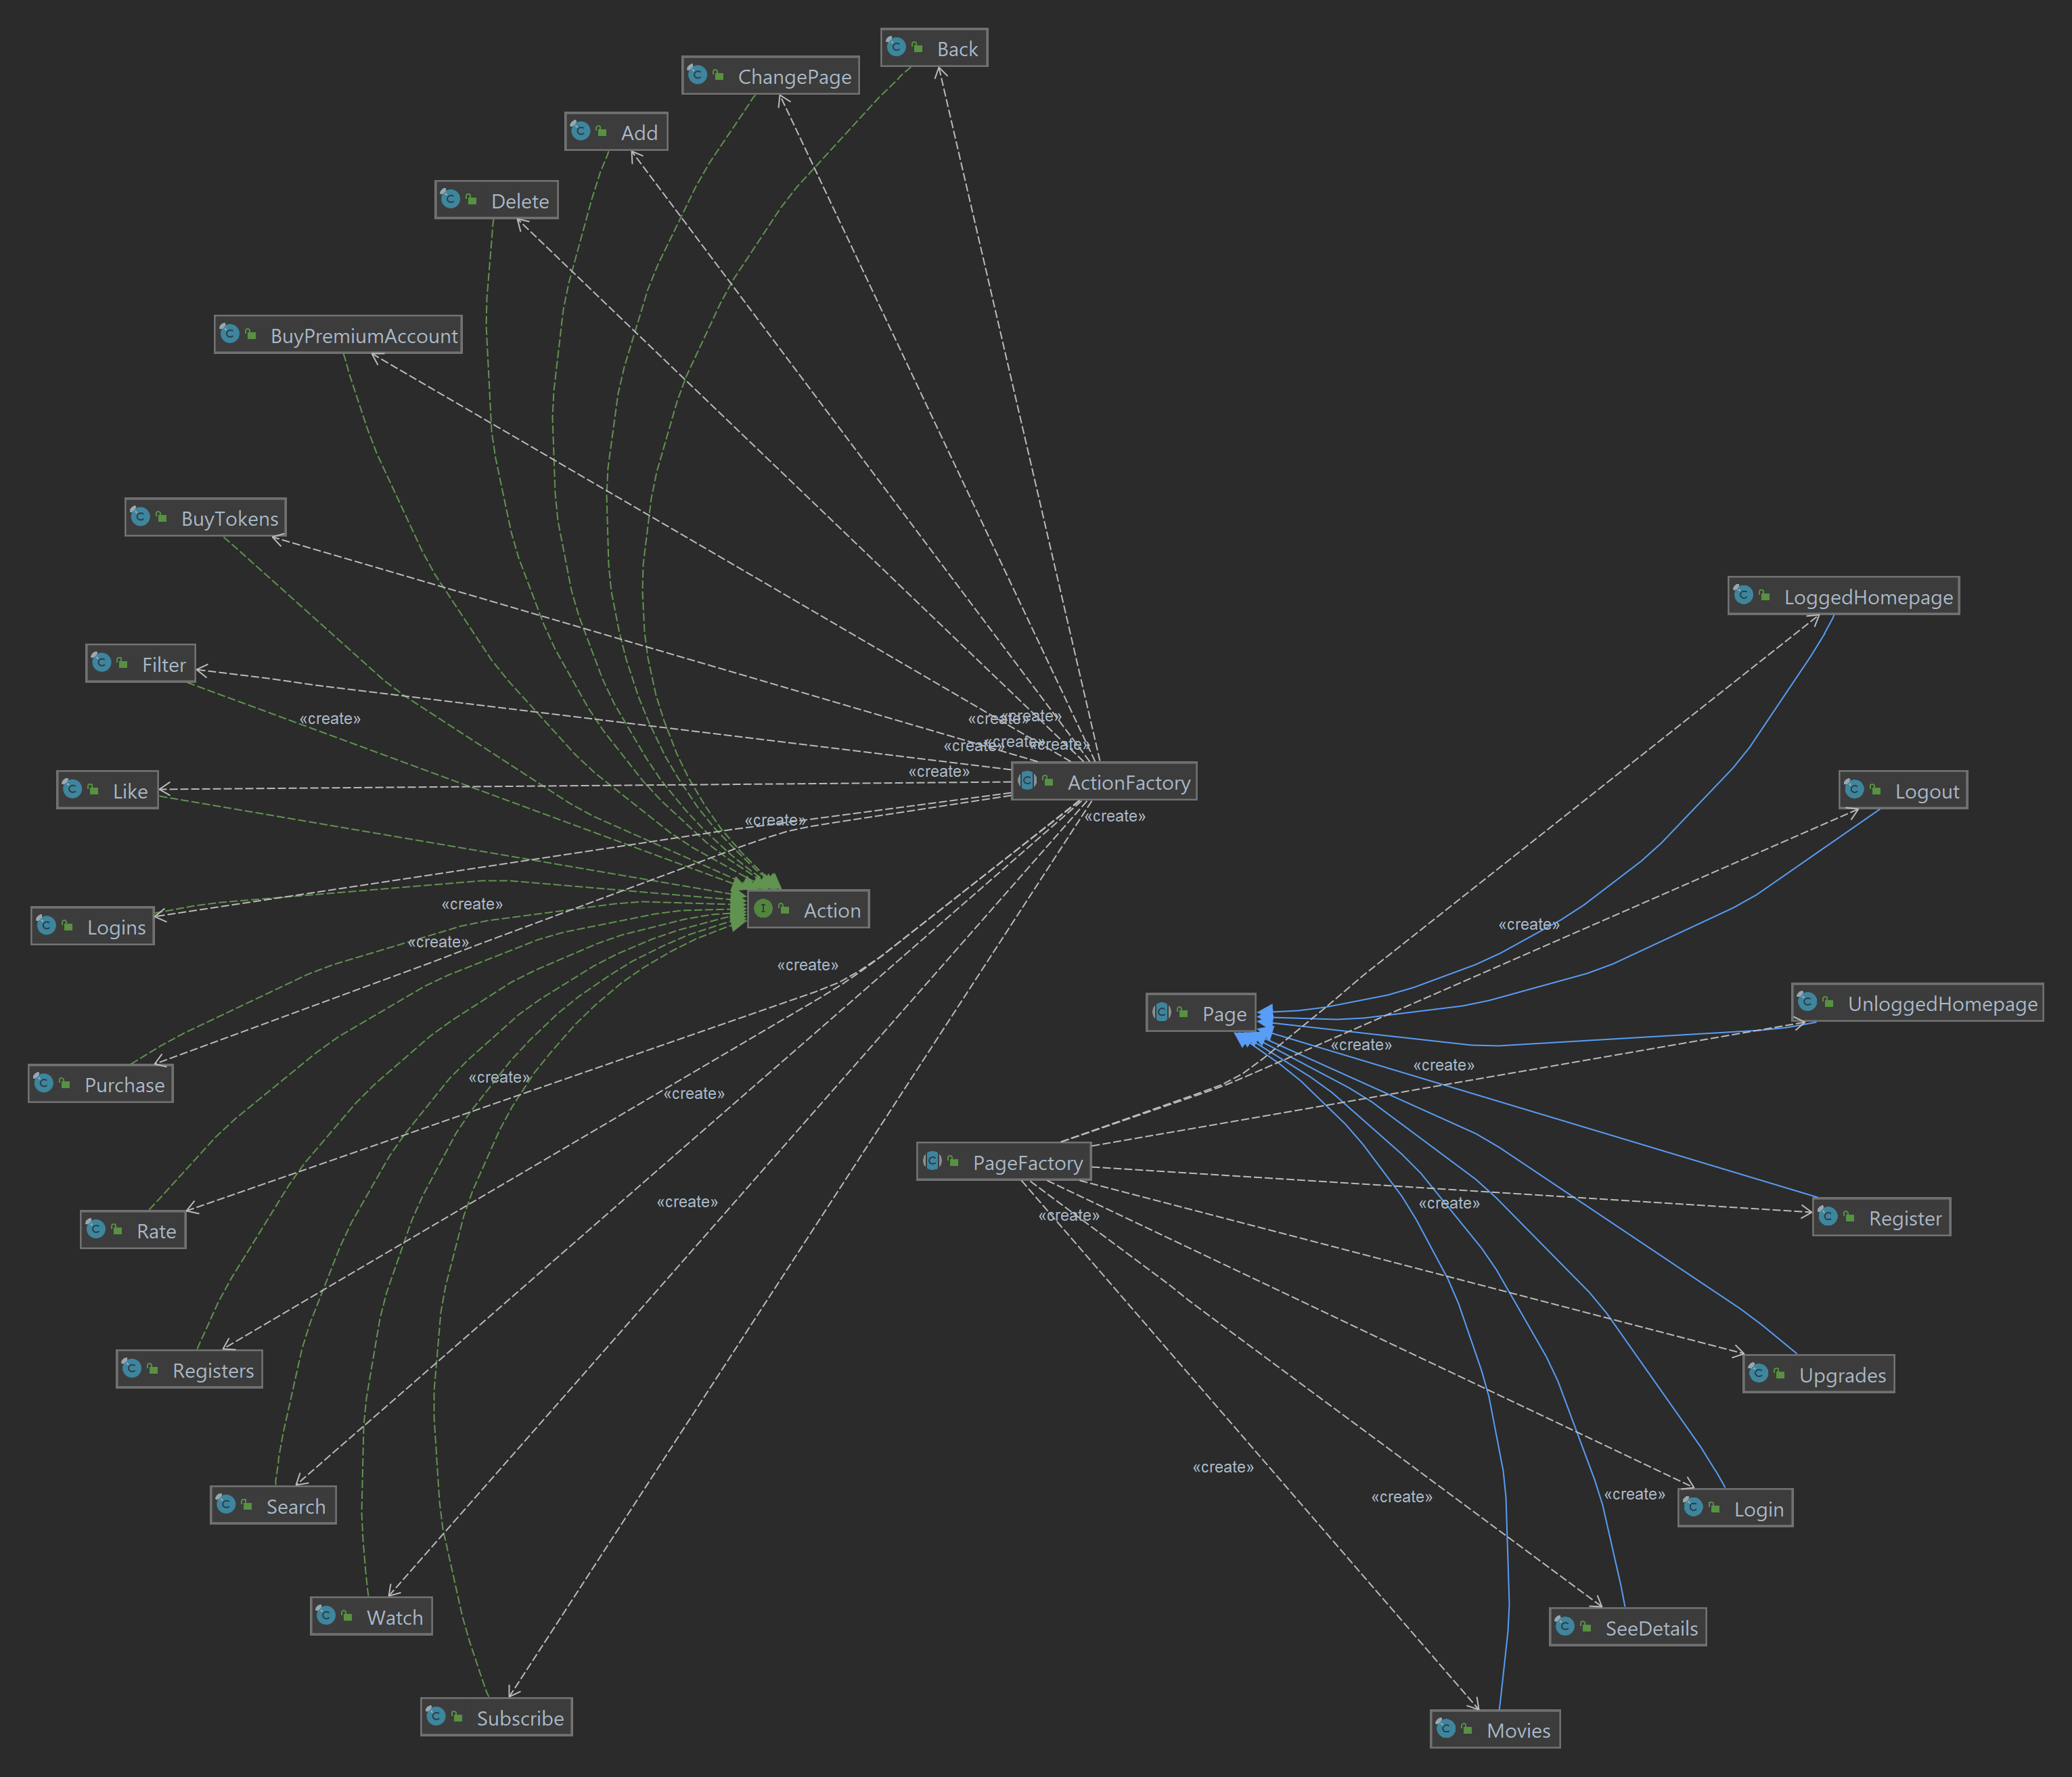 Back
ChangePage
Add
Delete
BuyPremiumAccount
BuyTokens
LoggedHomepage
Filter
«create»
«create»
«create»
«create»
«create»
«create»
«create»
ActionFactory
Like
Logout
«create»
«create»
«create»
Action
Logins
«create»
«create»
«create»
UnloggedHomepage
Page
«create»
«create»
«create»
«create»
Purchase
PageFactory
«create»
«create»
«create»
Register
Rate
Registers
Upgrades
«create»
«create»
«create»
Search
Login
Watch
SeeDetails
Subscribe
Movies